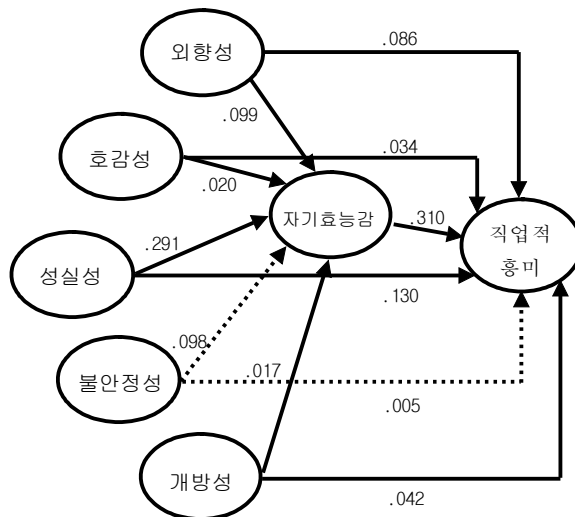 외향성
.086
.099
호감성
.034
.020
자기효능감
.310
직업적
흥미
.291
성실성
.130
.098
.017
불안정성
.005
개방성
.042